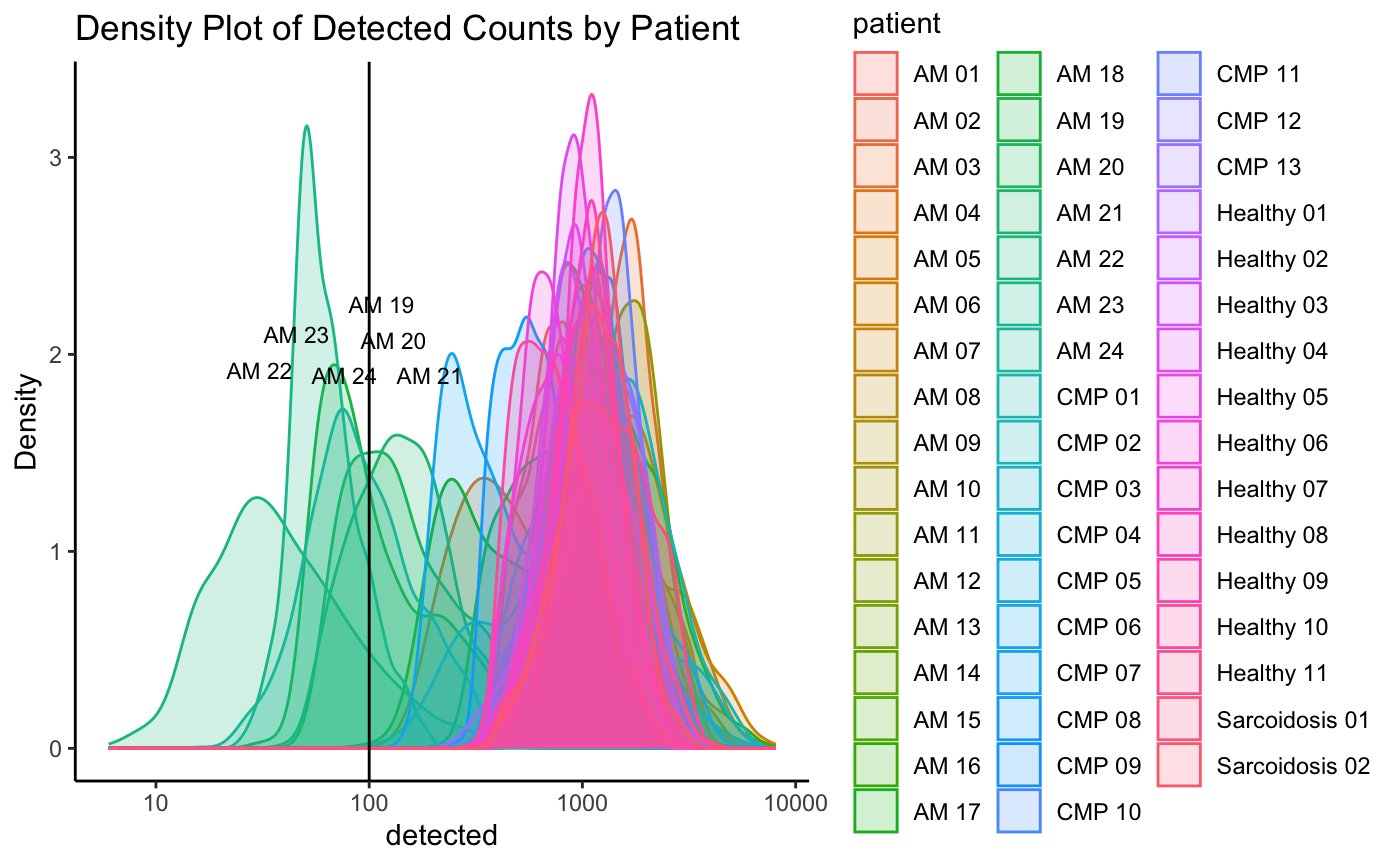 Density Plot of Detected Counts by Patient
Density
3
2
1
0
AM 19
AM 23
AM 20
AM 22
AM 24
AM 21
10
100
1000
10000
detected
patient
AM 01
AM 02
AM 03
AM 04
AM 05
AM 06
AM 07
AM 08
AM 09
AM 10
AM 11
AM 12
AM 13
AM 14
AM 15
AM 16
AM 17
AM 18
AM 19
AM 20
AM 21
AM 22
AM 23
AM 24
CMP 01
CMP 02
CMP 03
CMP 04
CMP 05
CMP 06
CMP 07
CMP 08
CMP 09
CMP 10
CMP 11
CMP 12
CMP 13
Healthy 01
Healthy 02
Healthy 03
Healthy 04
Healthy 05
Healthy 06
Healthy 07
Healthy 08
Healthy 09
Healthy 10
Healthy 11
Sarcoidosis 01
Sarcoidosis 02